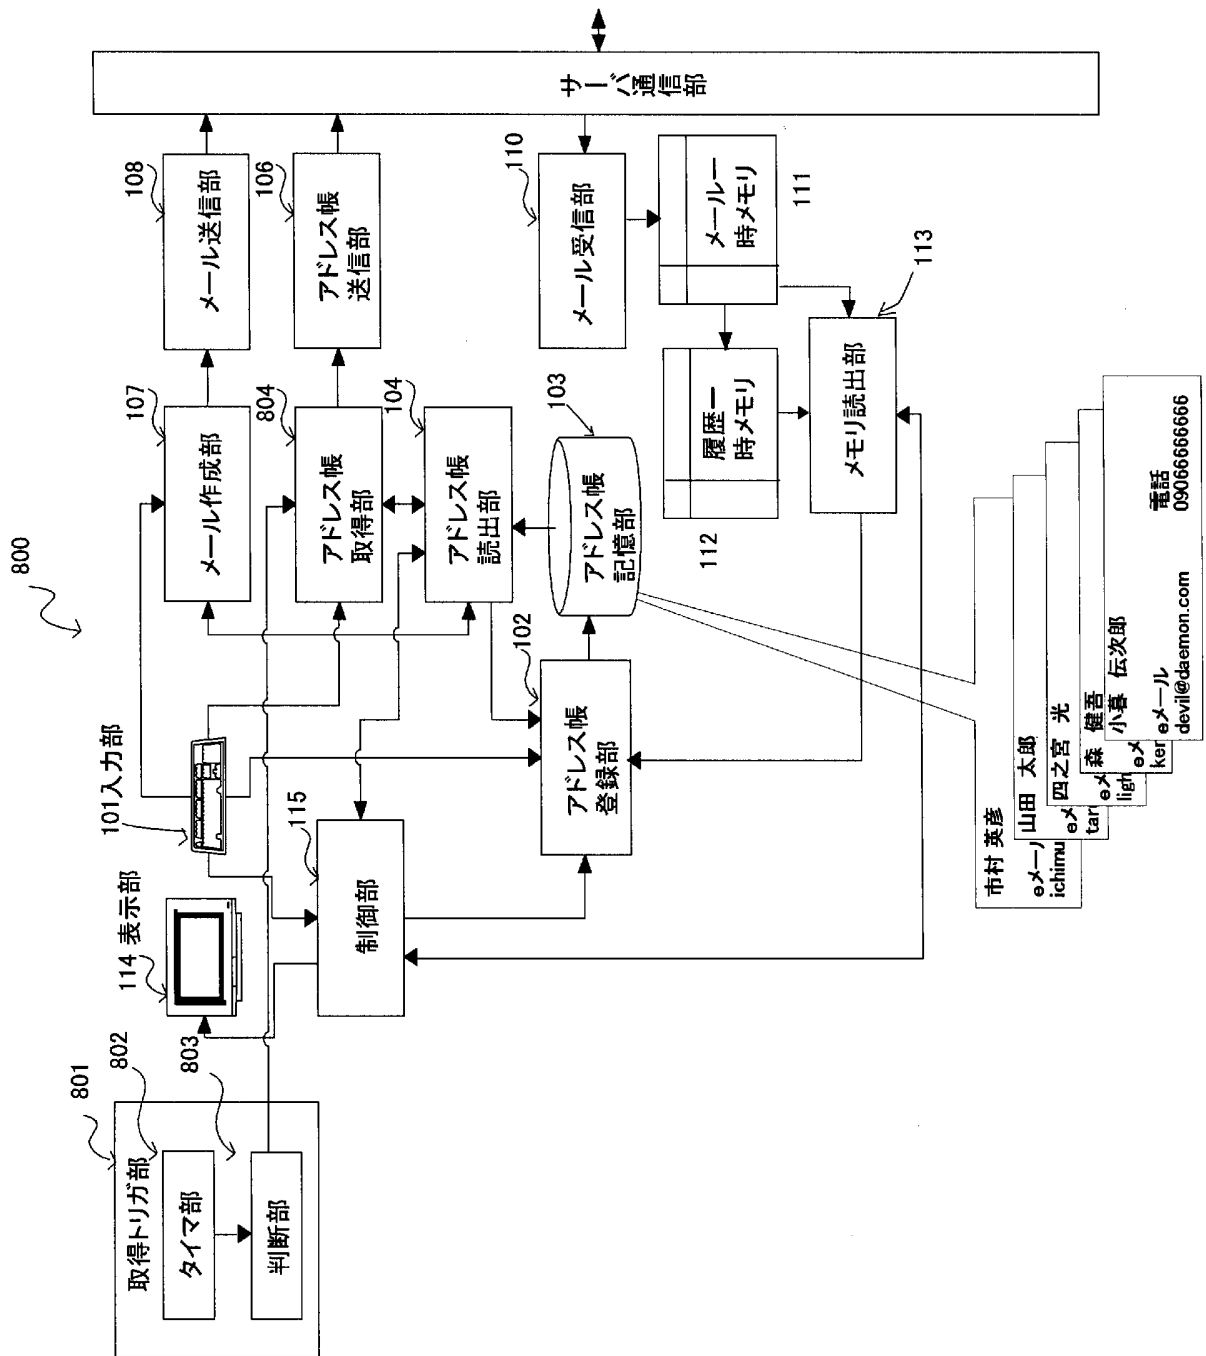 800
801
取得トリガ部
802
タイマ部
803
判断部
114 表示部
101入力部
115
制御部
107
メール作成部
108
メール送信部
804
アドレス帳
取得部
106
アドレス帳
送信部
104
アドレス帳
読出部
102
アドレス帳
登録部
103
アドレス帳
記憶部
110
メール受信部
メール一
時メモリ
111
履歴一
時メモリ
112
メモリ読出部
113
サーバ通信部
市村 英彦
eメール
ichimu
山田 太郎
eメ
taro
四之宮 光
eメ
ligh
森 健吾
eメ
ken
小暮 伝次郎
eメール
devil@daemon.com
電話
09066666666